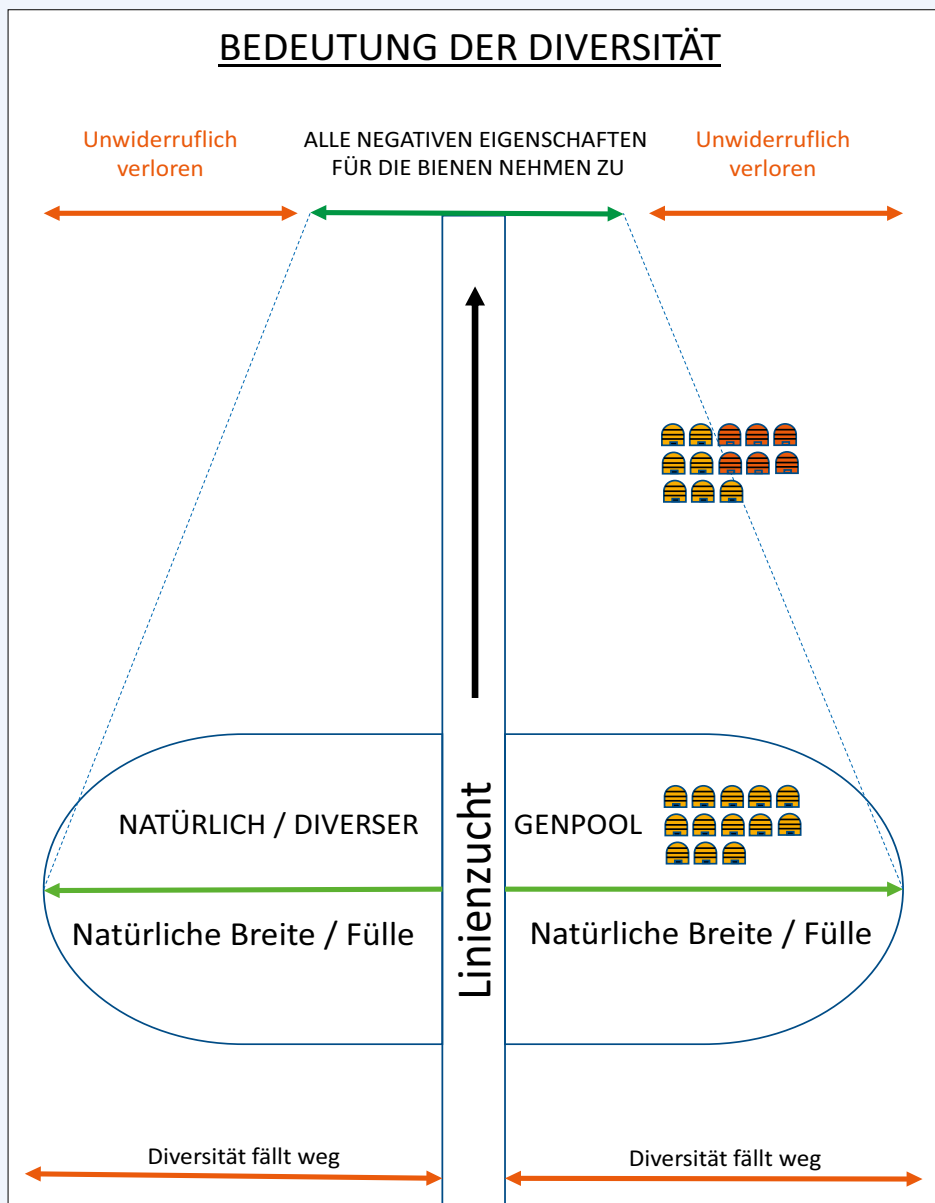 BEDEUTUNG DER DIVERSITÄT
Unwiderruflich
verloren
ALLE NEGATIVEN EIGENSCHAFTEN
FÜR DIE BIENEN NEHMEN ZU
Unwiderruflich
verloren
Linienzucht
NATÜRLICH / DIVERSER
GENPOOL
Natürliche Breite / Fülle
Natürliche Breite / Fülle
Diversität fällt weg
Diversität fällt weg